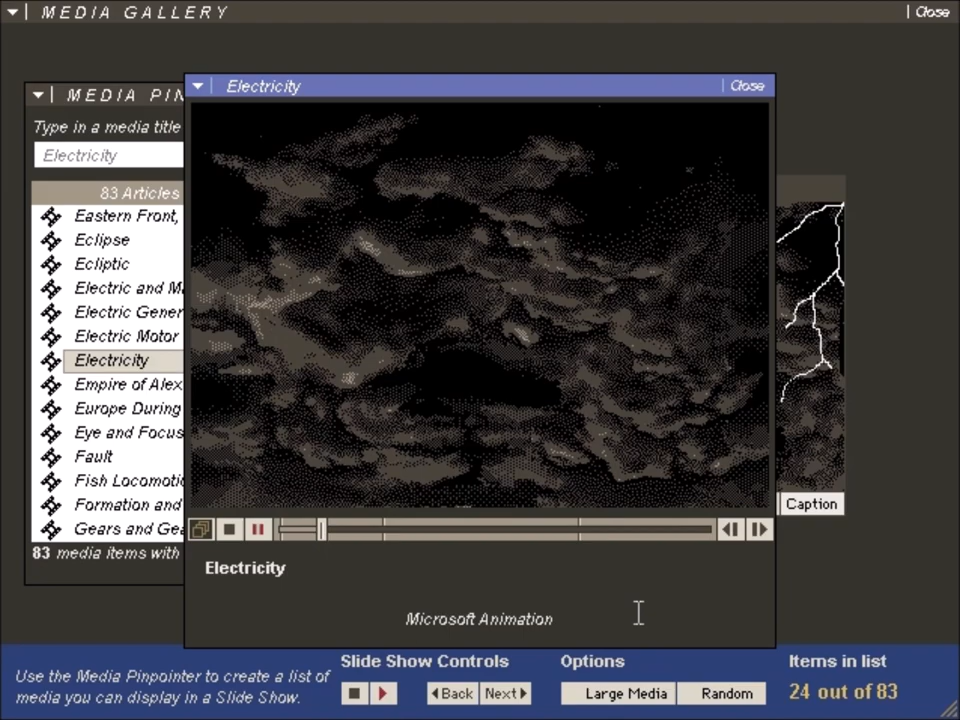 MEDIA GALLERY
Close
MEDIA PIN
Type in a media title
Electricity
83 Articles
Eastern Front,
Eclipse
Ecliptic
Electric and M
Electric Gener
Electric Motor
Electricity
Empire of Alex
Europe During
Eye and Focus
Fault
Fish Locomotio
Formation and
Gears and Gea
83 media items with
Electricity
Close
Electricity
Microsoft Animation
Caption
Use the Media Pinpointer to create a list of
media you can display in a Slide Show.
Slide Show Controls
Back
Next
Options
Large Media
Random
Items in list
24 out of 83